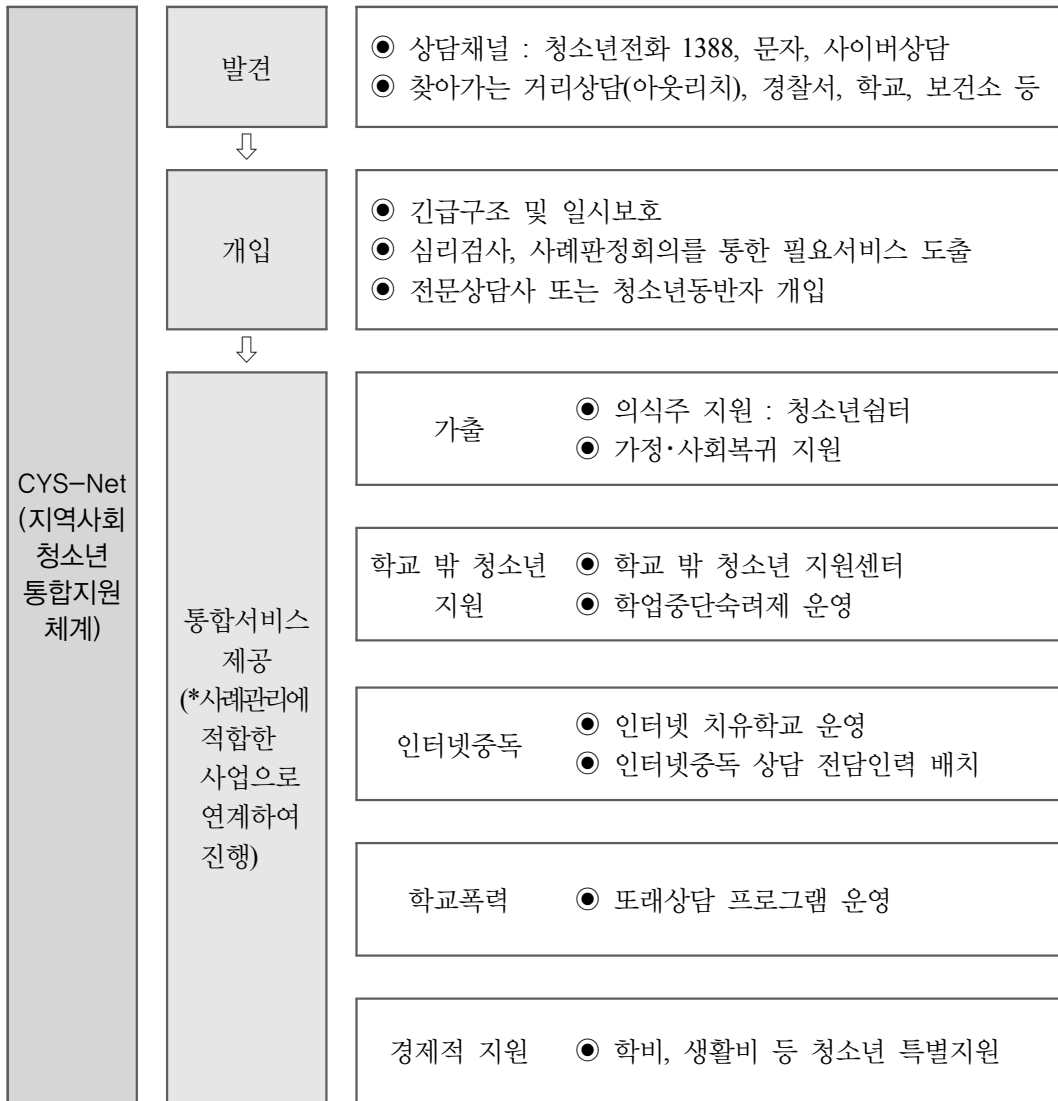 CYS-Net
(지역사회
청소년
통합지원
체계)
발견
◉ 상담채널 : 청소년전화 1388, 문자, 사이버상담
◉ 찾아가는 거리상담(아웃리치), 경찰서, 학교, 보건소 등
⇩
개입
◉ 긴급구조 및 일시보호
◉ 심리검사, 사례판정회의를 통한 필요서비스 도출
◉ 전문상담사 또는 청소년동반자 개입
⇩
통합서비스
제공
(*사례관리에
적합한
사업으로
연계하여
진행)
가출
◉ 의식주 지원 : 청소년쉼터
◉ 가정·사회복귀 지원
학교 밖 청소년
지원
◉ 학교 밖 청소년 지원센터
◉ 학업중단숙려제 운영
인터넷중독
◉ 인터넷 치유학교 운영
◉ 인터넷중독 상담 전담인력 배치
학교폭력
◉ 또래상담 프로그램 운영
경제적 지원
◉ 학비, 생활비 등 청소년 특별지원